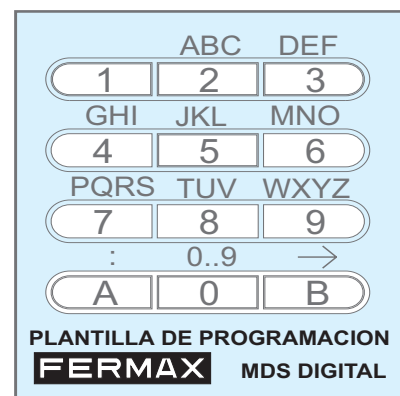 ABC DEF
1 2 3
GHI JKL MNO
4 5 6
PQRS TUV WXYZ
7 8 9
: 0..9 →
A 0 B
PLANTILLA DE PROGRAMACION
FERMAX MDS DIGITAL